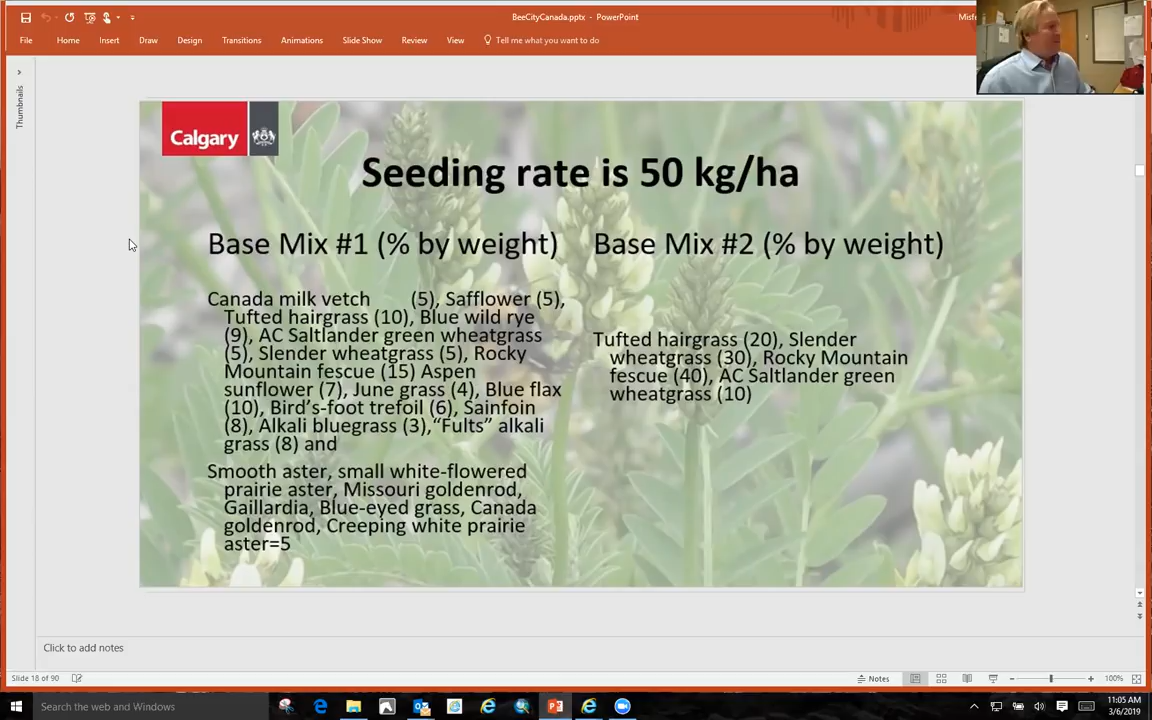 BeeCityCanada.pptx - PowerPoint
File Home Insert Draw Design Transitions Animations Slide Show Review View Tell me what you want to do
Thumbnails
Calgary
Seeding rate is 50 kg/ha
Base Mix #1 (% by weight)
Canada milk vetch (5), Safflower (5),
Tufted hairgrass (10), Blue wild rye
(9), AC Saltlander green wheatgrass
(5), Slender wheatgrass (5), Rocky
Mountain fescue (15) Aspen
sunflower (7), June grass (4), Blue flax
(10), Bird's-foot trefoil (6), Sainfoin
(8), Alkali bluegrass (3),“Fults” alkali
grass (8) and
Smooth aster, small white-flowered
prairie aster, Missouri goldenrod,
Gaillardia, Blue-eyed grass, Canada
goldenrod, Creeping white prairie
aster=5
Base Mix #2 (% by weight)
Tufted hairgrass (20), Slender
wheatgrass (30), Rocky Mountain
fescue (40), AC Saltlander green
wheatgrass (10)
Click to add notes
Slide 18 of 90
Notes
100%
Search the web and Windows
11:05 AM
3/6/2019